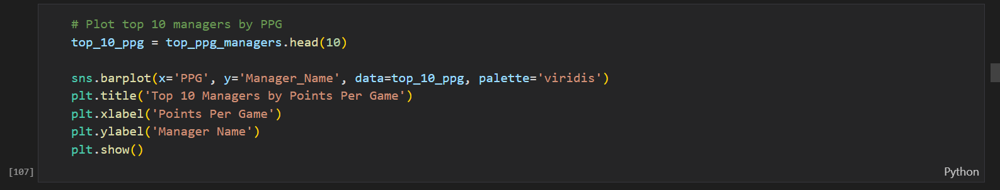 # Plot top 10 managers by PPG
top_10_ppg = top_ppg_managers.head(10)
sns.barplot(x='PPG', y='Manager_Name', data=top_10_ppg, palette='viridis')
plt.title('Top 10 Managers by Points Per Game')
plt.xlabel('Points Per Game')
plt.ylabel('Manager Name')
plt.show()
[107]
Python